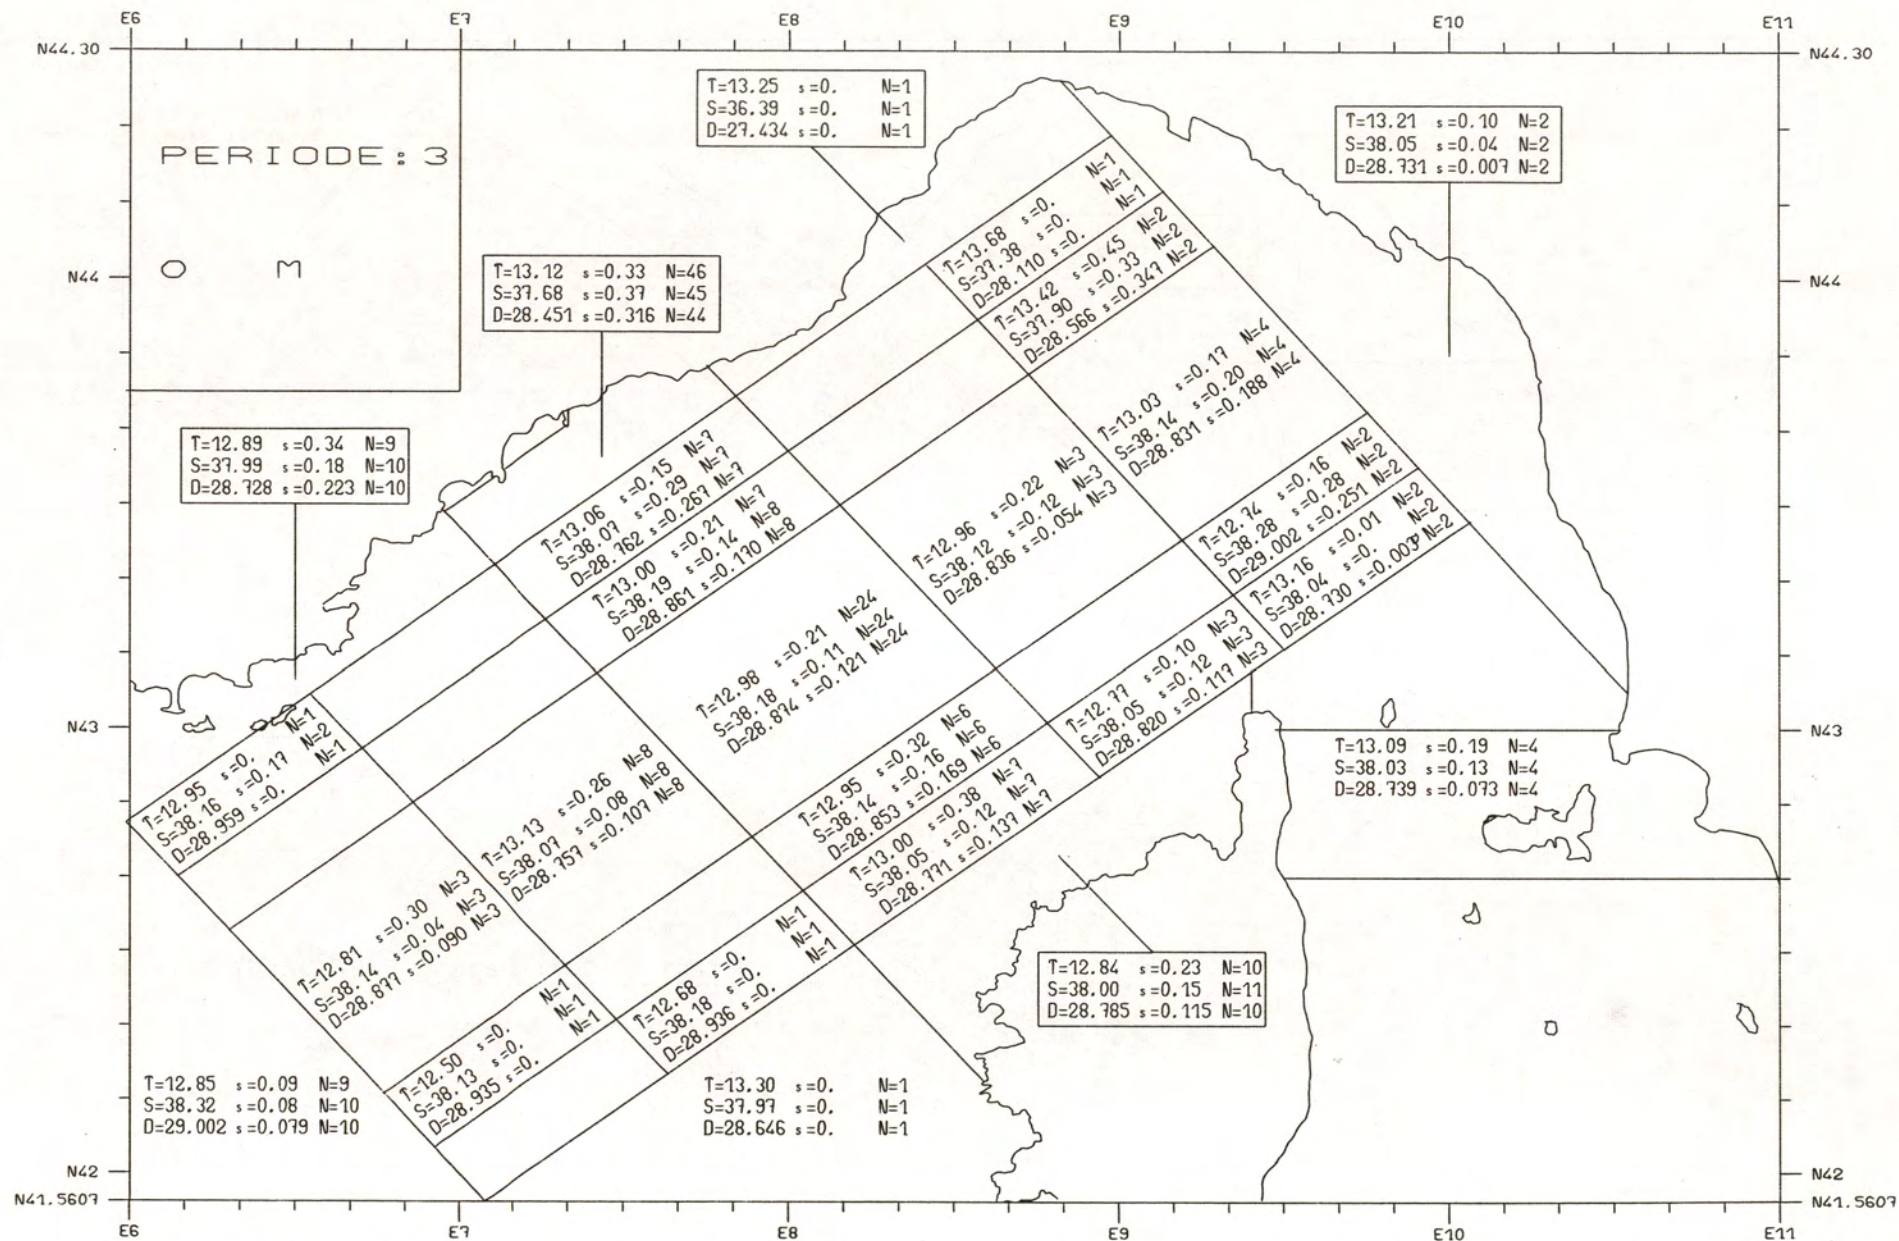 E6 E7 E8 E9 E10 E11
N44.30 N44.30
PERIODE: 3
0 M
T=13.25 s=0. N=1
S=36.39 s=0. N=1
D=27.434 s=0. N=1
T=13.21 s=0.10 N=2
S=38.05 s=0.04 N=2
D=28.731 s=0.007 N=2
T=13.12 s=0.33 N=46
S=37.68 s=0.37 N=45
D=28.451 s=0.316 N=44
N44 N44
T=12.89 s=0.34 N=9
S=37.99 s=0.18 N=10
D=28.728 s=0.223 N=10
T=13.68 s=0. N=1
S=37.38 s=0. N=1
D=28.110 s=0. N=1
T=13.42 s=0.45 N=2
S=37.90 s=0.33 N=2
D=28.566 s=0.347 N=2
T=13.03 s=0.17 N=4
S=38.14 s=0.20 N=4
D=28.831 s=0.188 N=4
T=12.74 s=0.16 N=2
S=38.28 s=0.28 N=2
D=29.002 s=0.251 N=2
T=13.16 s=0.01 N=2
S=38.04 s=0. N=2
D=28.730 s=0.003 N=2
T=13.06 s=0.15 N=7
S=38.07 s=0.29 N=7
D=28.762 s=0.267 N=7
T=13.00 s=0.21 N=7
S=38.19 s=0.14 N=8
D=28.861 s=0.170 N=8
T=12.96 s=0.22 N=3
S=38.12 s=0.12 N=3
D=28.836 s=0.054 N=3
T=12.98 s=0.21 N=24
S=38.18 s=0.11 N=24
D=28.874 s=0.121 N=24
T=12.77 s=0.10 N=3
S=38.05 s=0.12 N=3
D=28.820 s=0.117 N=3
N43 N43
T=12.95 s=0. N=1
S=38.16 s=0.17 N=2
D=28.959 s=0. N=1
T=13.13 s=0.26 N=8
S=38.07 s=0.08 N=8
D=28.757 s=0.107 N=8
T=12.95 s=0.32 N=6
S=38.14 s=0.16 N=6
D=28.853 s=0.169 N=6
T=13.00 s=0.38 N=7
S=38.05 s=0.12 N=7
D=28.771 s=0.137 N=7
T=13.09 s=0.19 N=4
S=38.03 s=0.13 N=4
D=28.739 s=0.073 N=4
T=12.81 s=0.30 N=3
S=38.14 s=0.04 N=3
D=28.877 s=0.090 N=3
T=12.50 s=0. N=1
S=38.13 s=0. N=1
D=28.935 s=0. N=1
T=12.68 s=0. N=1
S=38.18 s=0. N=1
D=28.936 s=0. N=1
T=12.84 s=0.23 N=10
S=38.00 s=0.15 N=11
D=28.785 s=0.115 N=10
T=12.85 s=0.09 N=9
S=38.32 s=0.08 N=10
D=29.002 s=0.079 N=10
T=13.30 s=0. N=1
S=37.97 s=0. N=1
D=28.646 s=0. N=1
N42 N42
N41.5607 N41.5607
E6 E7 E8 E9 E10 E11